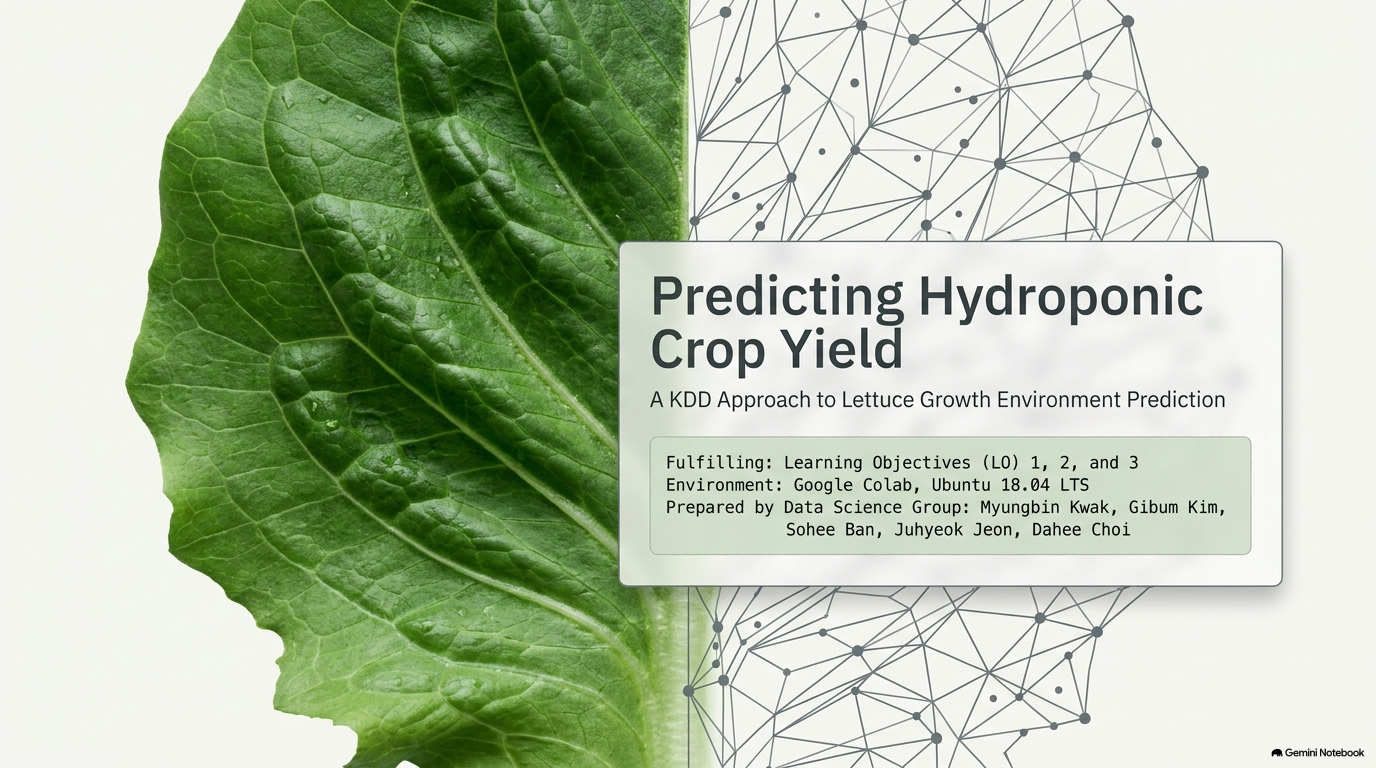 Predicting Hydroponic
Crop Yield
A KDD Approach to Lettuce Growth Environment Prediction
Fulfilling: Learning Objectives (LO) 1, 2, and 3
Environment: Google Colab, Ubuntu 18.04 LTS
Prepared by Data Science Group: Myungbin Kwak, Gibum Kim,
Sohee Ban, Juhyeok Jeon, Dahee Choi
Gemini Notebook